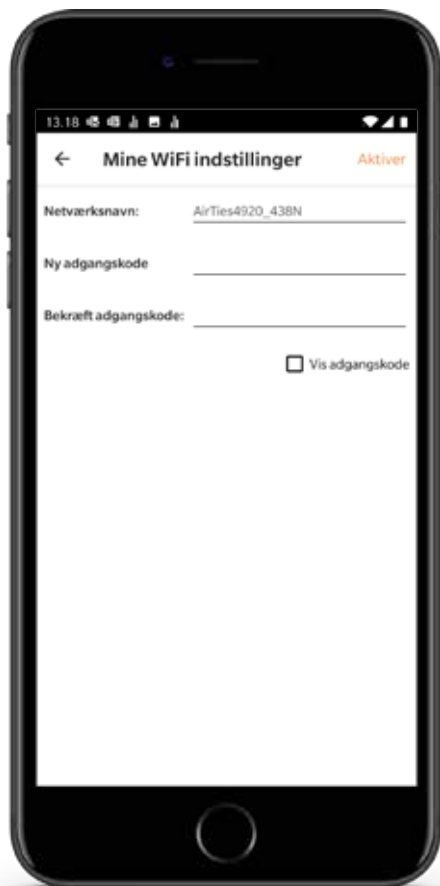 13.18
← Mine WiFi indstillinger Aktiver
Netværksnavn: AirTies4920_438N
Ny adgangskode
Bekræft adgangskode:
Vis adgangskode